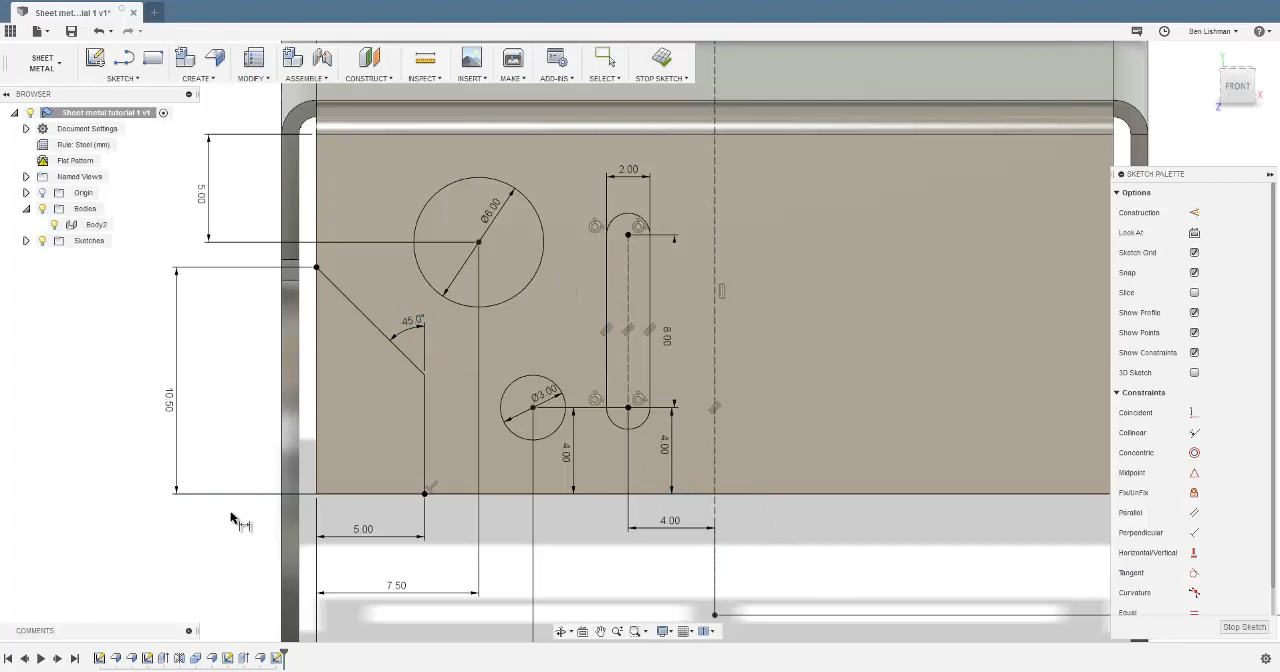 Sheet met...ial 1 v1*
Ben Lishman
SHEET METAL
SKETCH
CREATE
MODIFY
ASSEMBLE
CONSTRUCT
INSPECT
INSERT
MAKE
ADD-INS
SELECT
STOP SKETCH
BROWSER
Sheet metal tutorial 1 v1
Document Settings
Rule: Steel (mm)
Flat Pattern
Named Views
Origin
Bodies
Body2
Sketches
Y
FRONT
X
Z
5.00
Ø6.00
2.00
45.0°
8.00
10.50
Ø3.00
4.00
4.00
4.00
5.00
7.50
SKETCH PALETTE
Options
Construction
Look At
Sketch Grid
Snap
Slice
Show Profile
Show Points
Show Constraints
3D Sketch
Constraints
Coincident
Collinear
Concentric
Midpoint
Fix/UnFix
Parallel
Perpendicular
Horizontal/Vertical
Tangent
Curvature
Equal
Stop Sketch
COMMENTS